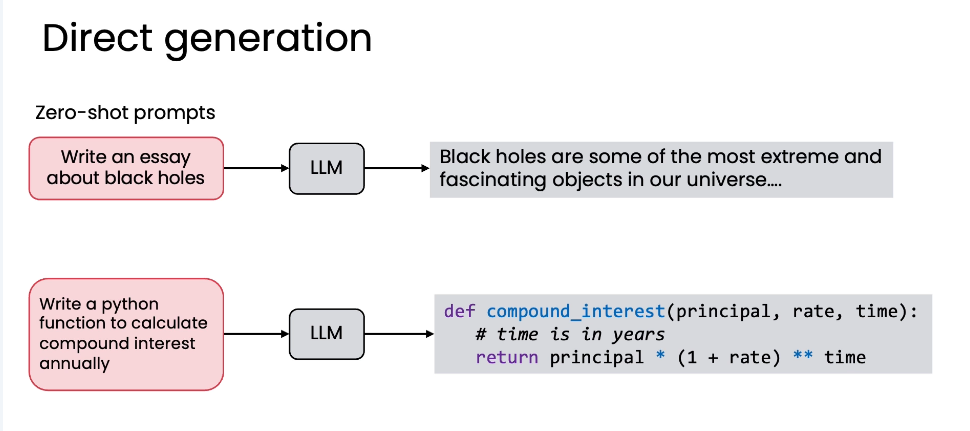 Direct generation
Zero-shot prompts
Write an essay
about black holes
LLM
Black holes are some of the most extreme and
fascinating objects in our universe....
Write a python
function to calculate
compound interest
annually
LLM
def compound_interest(principal, rate, time):
# time is in years
return principal * (1 + rate) ** time